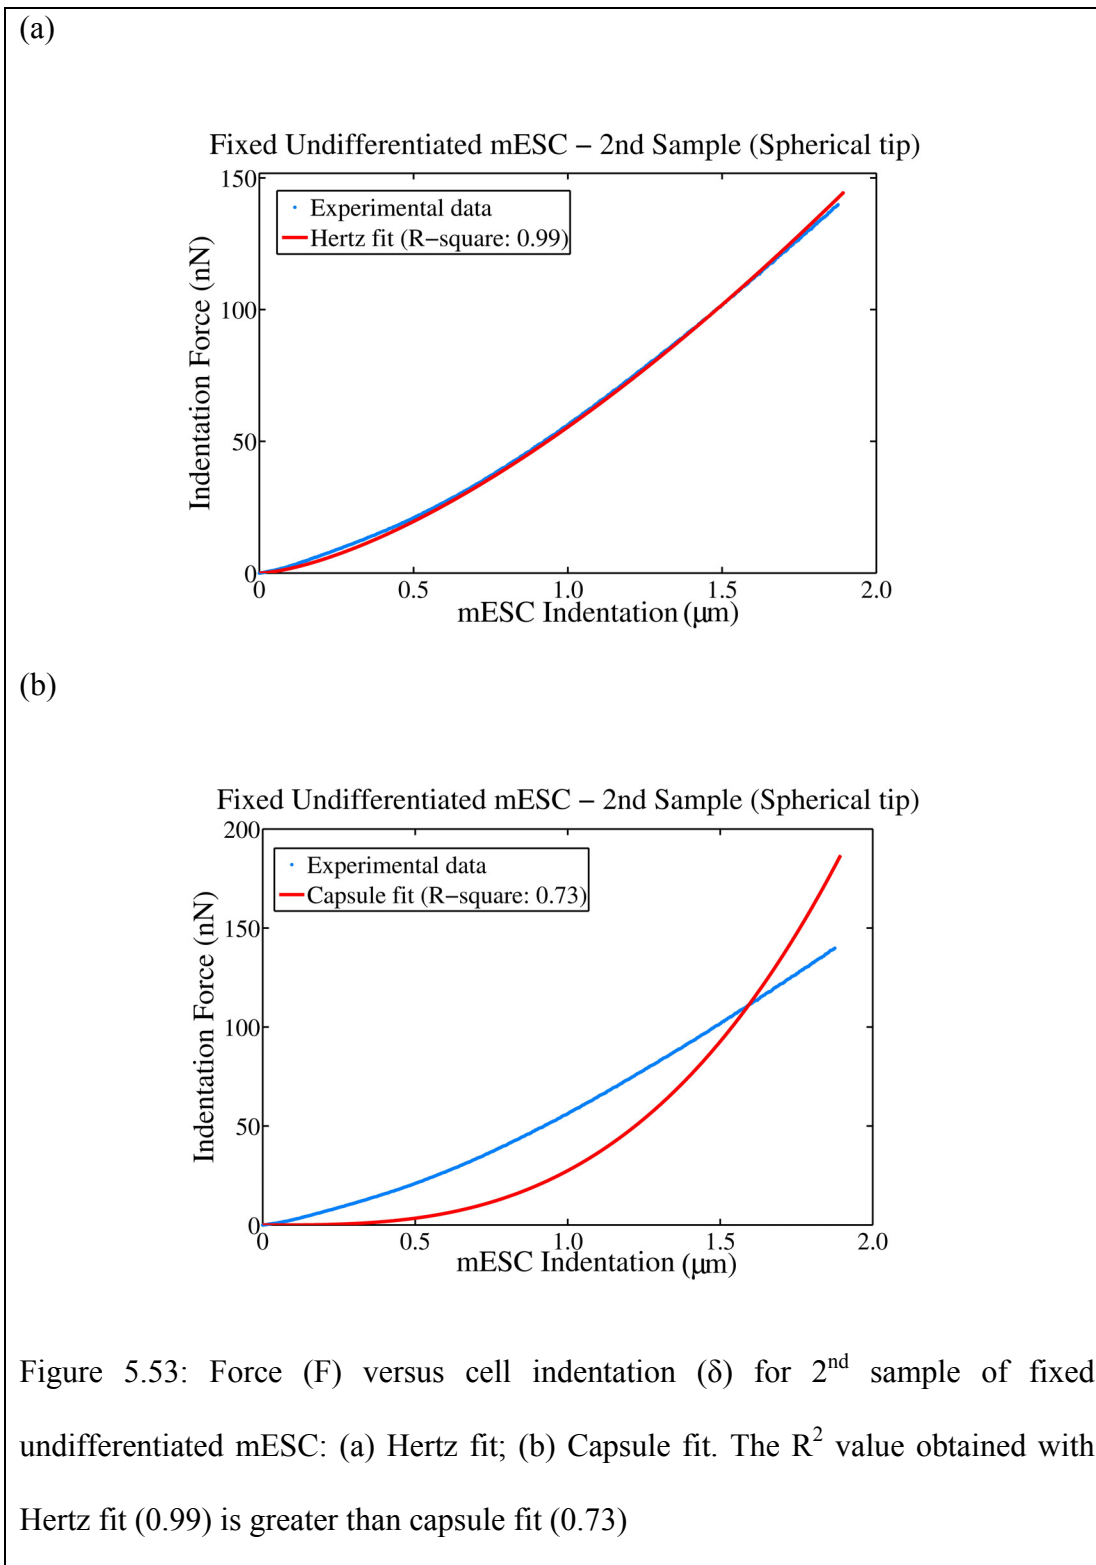 (a)
Fixed Undifferentiated mESC – 2nd Sample (Spherical tip)
150
Experimental data
Hertz fit (R−square: 0.99)
100
50
0
Indentation Force (nN)
0 0.5 1.0 1.5 2.0
mESC Indentation (μm)
(b)
Fixed Undifferentiated mESC – 2nd Sample (Spherical tip)
200
Experimental data
Capsule fit (R−square: 0.73)
150
100
50
0
Indentation Force (nN)
0 0.5 1.0 1.5 2.0
mESC Indentation (μm)
Figure 5.53: Force (F) versus cell indentation (δ) for 2nd sample of fixed
undifferentiated mESC: (a) Hertz fit; (b) Capsule fit. The R2 value obtained with
Hertz fit (0.99) is greater than capsule fit (0.73)